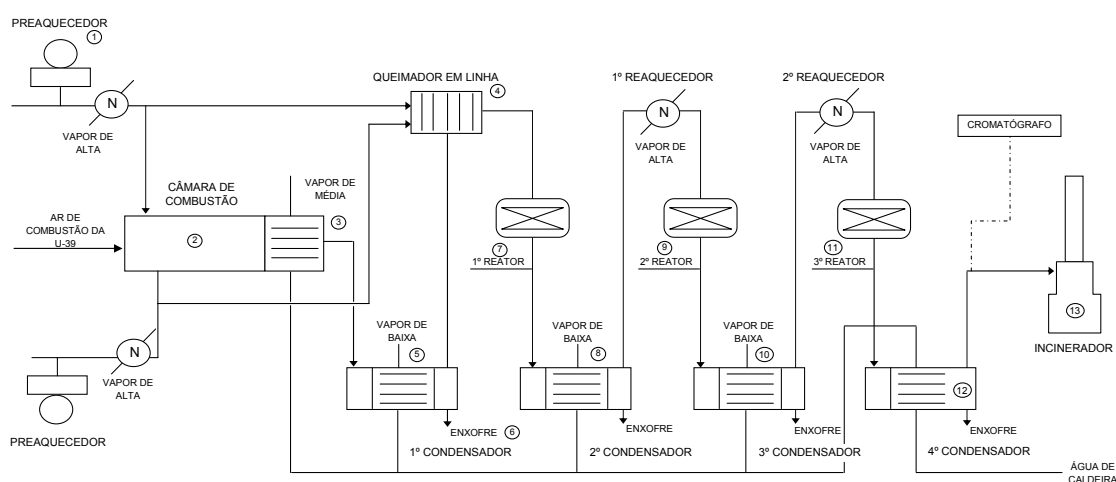 PREAQUECEDOR
1
N
VAPOR DE
ALTA
QUEIMADOR EM LINHA
4
1º REAQUECEDOR
N
VAPOR DE
ALTA
2º REAQUECEDOR
N
VAPOR DE
ALTA
CROMATÓGRAFO
CÂMARA DE
COMBUSTÃO
VAPOR DE
MÉDIA
3
AR DE
COMBUSTÃO DA
U-39
2
7
1º REATOR
9
2º REATOR
11
3º REATOR
13
INCINERADOR
N
VAPOR DE
ALTA
PREAQUECEDOR
VAPOR DE
BAIXA
5
VAPOR DE
BAIXA
8
VAPOR DE
BAIXA
10
12
ENXOFRE
6
ENXOFRE
ENXOFRE
ENXOFRE
1º CONDENSADOR
2º CONDENSADOR
3º CONDENSADOR
4º CONDENSADOR
ÁGUA DE
CALDEIRA